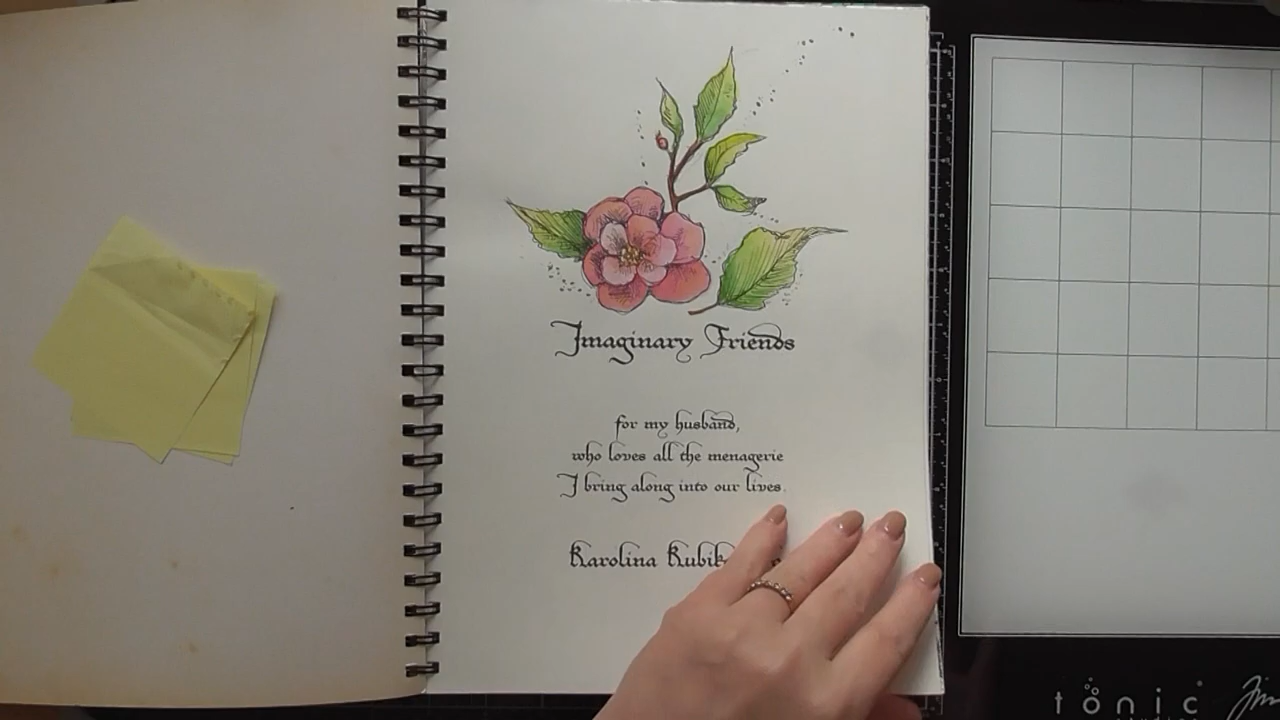 Imaginary Friends
for my husband,
who loves all the menagerie
I bring along into our lives.
Karolina
tonic